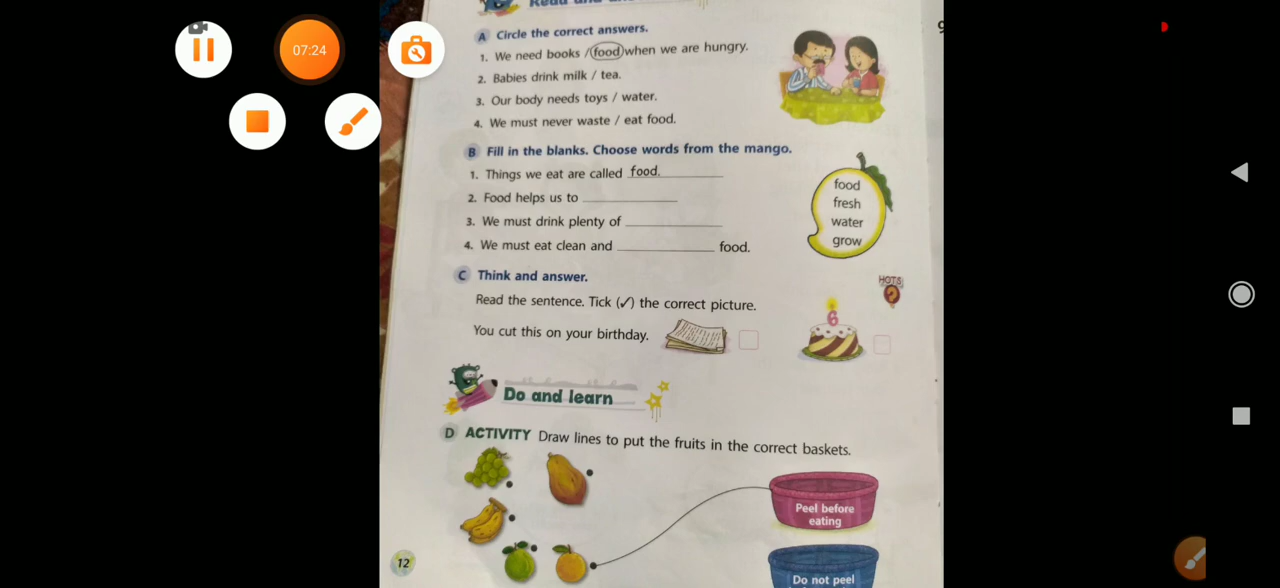 07:24
A Circle the correct answers.
1. We need books / food when we are hungry.
2. Babies drink milk / tea.
3. Our body needs toys / water.
4. We must never waste / eat food.
B Fill in the blanks. Choose words from the mango.
1. Things we eat are called food.
2. Food helps us to
3. We must drink plenty of
4. We must eat clean and food.
food
fresh
water
grow
C Think and answer.
HOTS
Read the sentence. Tick (✓) the correct picture.
You cut this on your birthday.
6
Do and learn
D ACTIVITY Draw lines to put the fruits in the correct baskets.
Peel before
eating
Do not peel
12